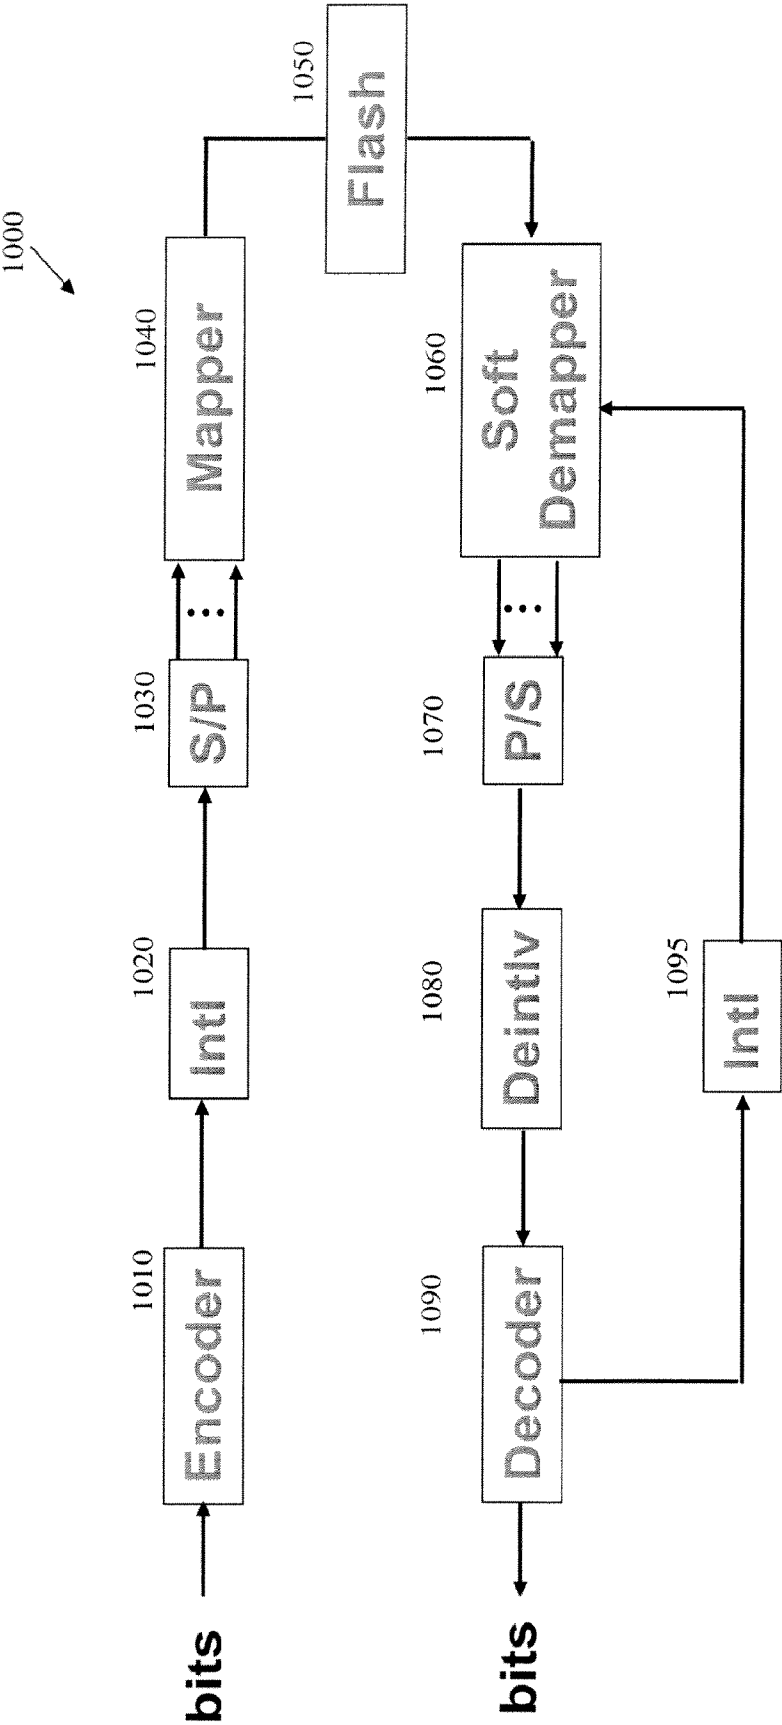 1000
bits
1010
Encoder
1020
Intl
1030
S/P
...
1040
Mapper
1050
Flash
1060
Soft
Demapper
...
1070
P/S
1080
Deintlv
1090
Decoder
bits
1095
Intl